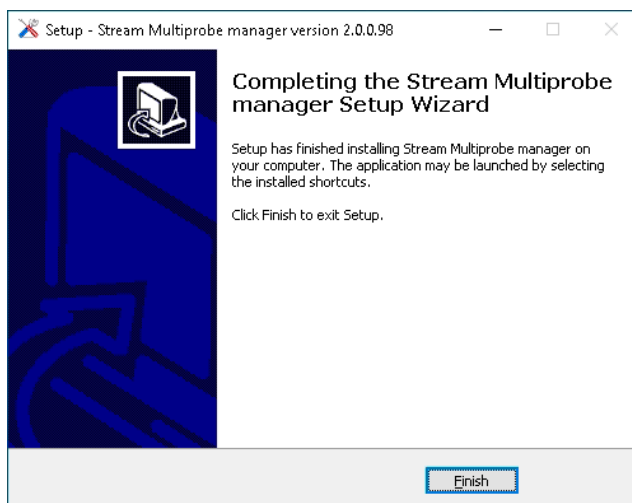 Setup - Stream Multiprobe manager version 2.0.0.98
Completing the Stream Multiprobe
manager Setup Wizard
Setup has finished installing Stream Multiprobe manager on
your computer. The application may be launched by selecting
the installed shortcuts.
Click Finish to exit Setup.
Finish